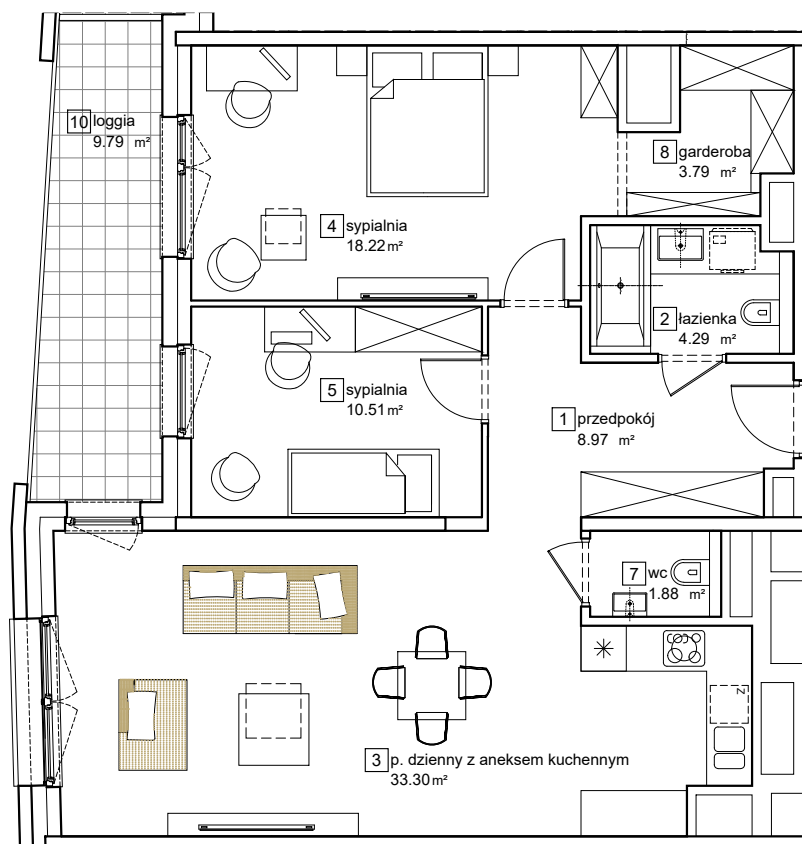 10 loggia
9.79 m²
8 garderoba
3.79 m²
4 sypialnia
18.22 m²
2 łazienka
4.29 m²
5 sypialnia
10.51 m²
1 przedpokój
8.97 m²
7 wc
1.88 m²
Z
3 p. dzienny z aneksem kuchennym
33.30 m²